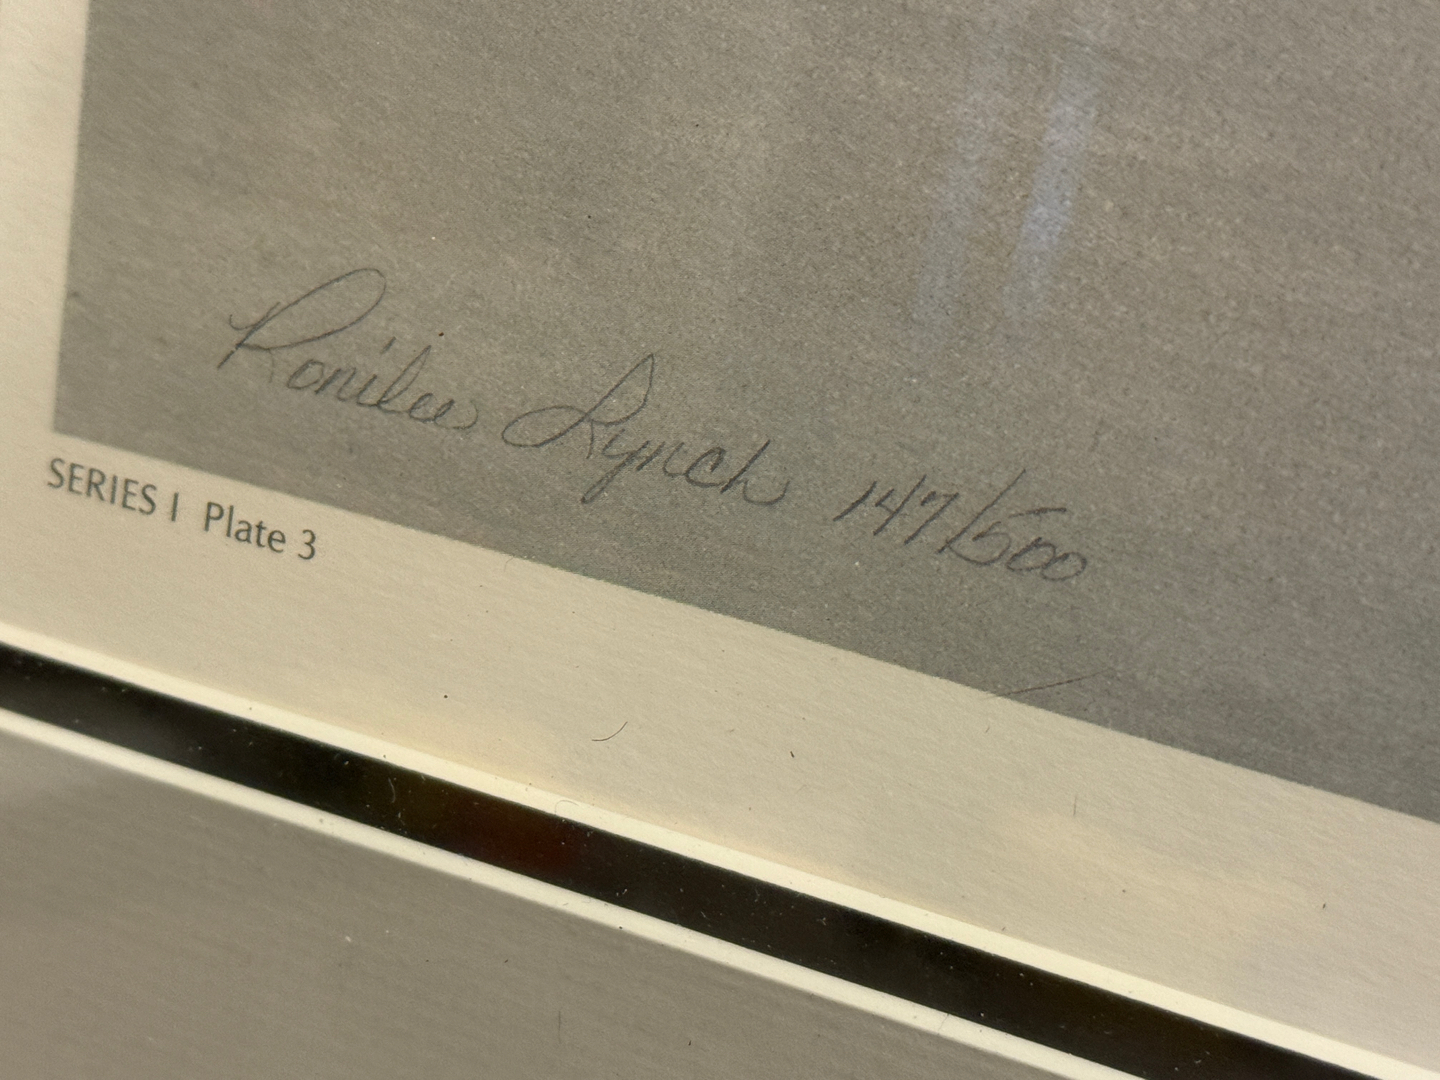 Ronilee Lynch 147/500
SERIES I Plate 3